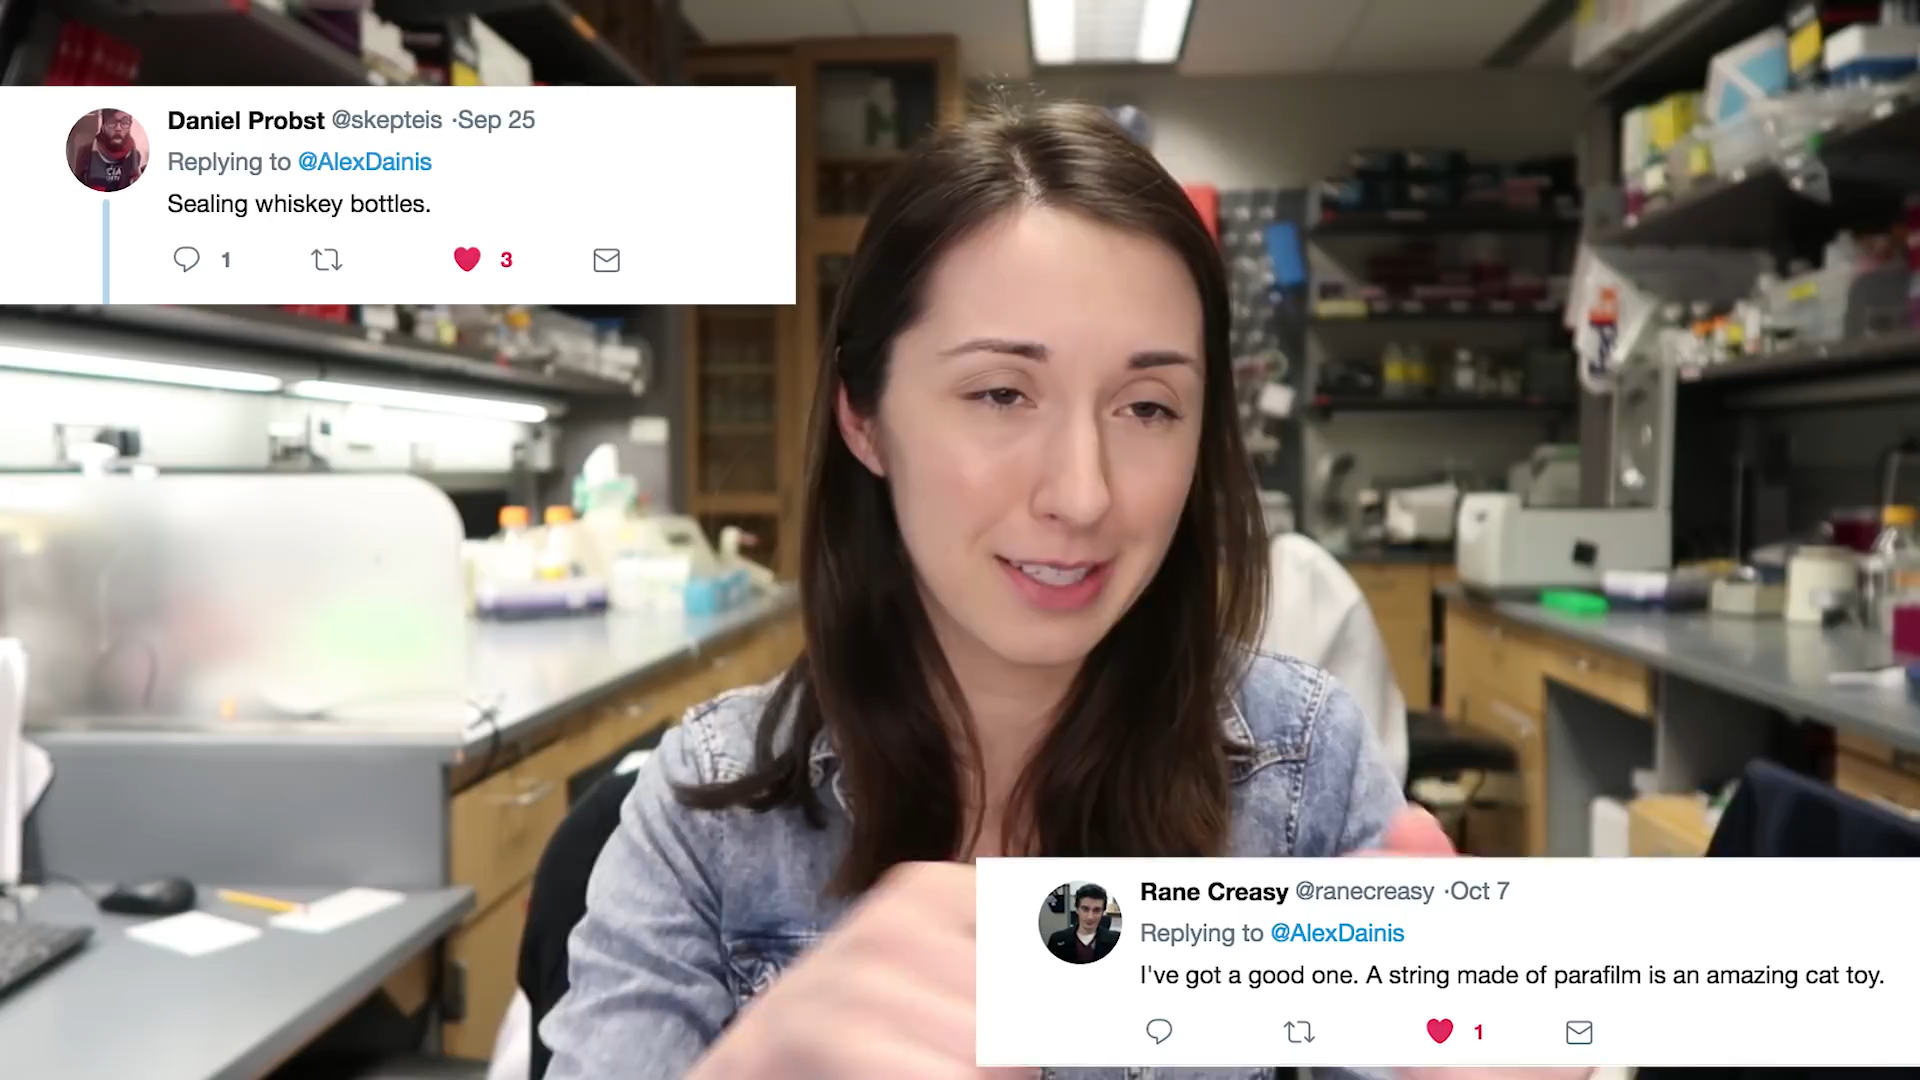 Daniel Probst @skepteis ·Sep 25
Replying to @AlexDainis
Sealing whiskey bottles.
1 3
Rane Creasy @ranecreasy ·Oct 7
Replying to @AlexDainis
I've got a good one. A string made of parafilm is an amazing cat toy.
1